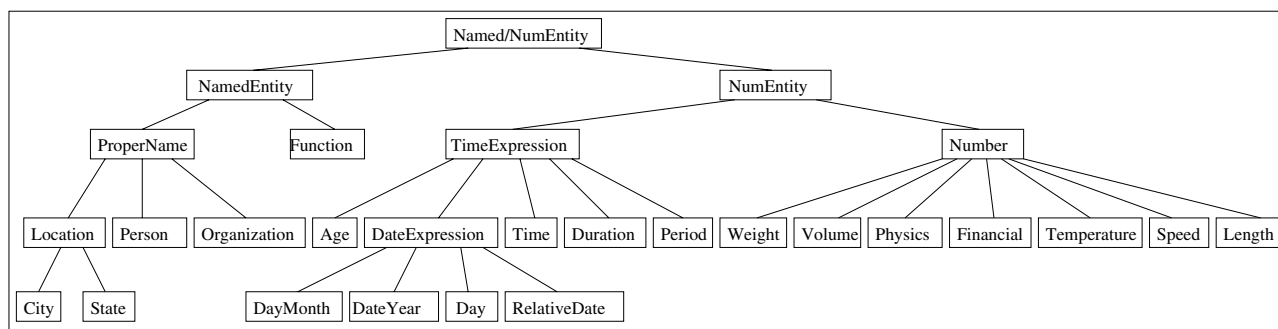 Named/NumEntity
NamedEntity NumEntity
ProperName Function TimeExpression Number
Location Person Organization Age DateExpression Time Duration Period Weight Volume Physics Financial Temperature Speed Length
City State DayMonth DateYear Day RelativeDate